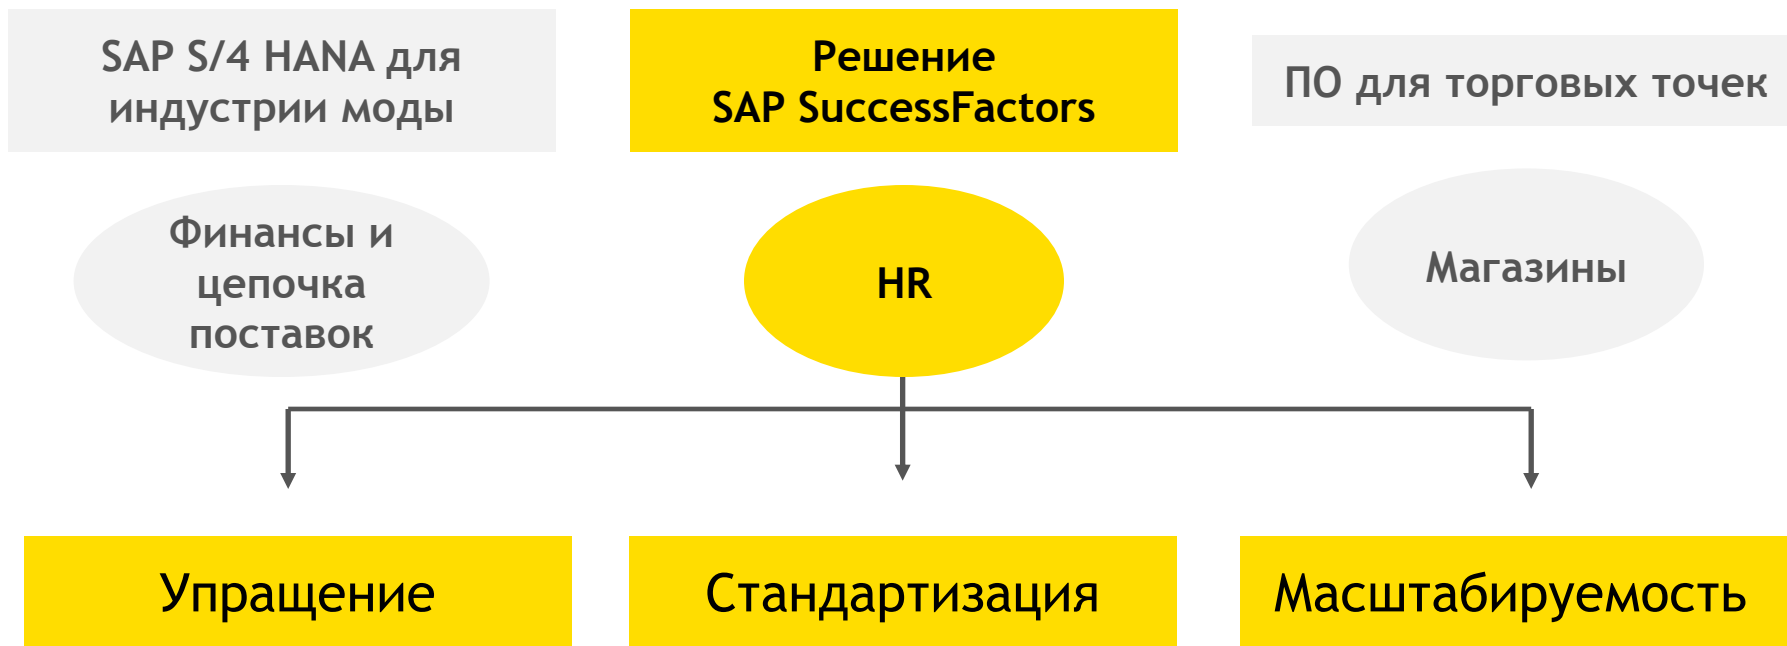 SAP S/4 HANA для
индустрии моды
Решение
SAP SuccessFactors
ПО для торговых точек
Финансы и
цепочка
поставок
HR
Магазины
Упращение
Стандартизация
Масштабируемость